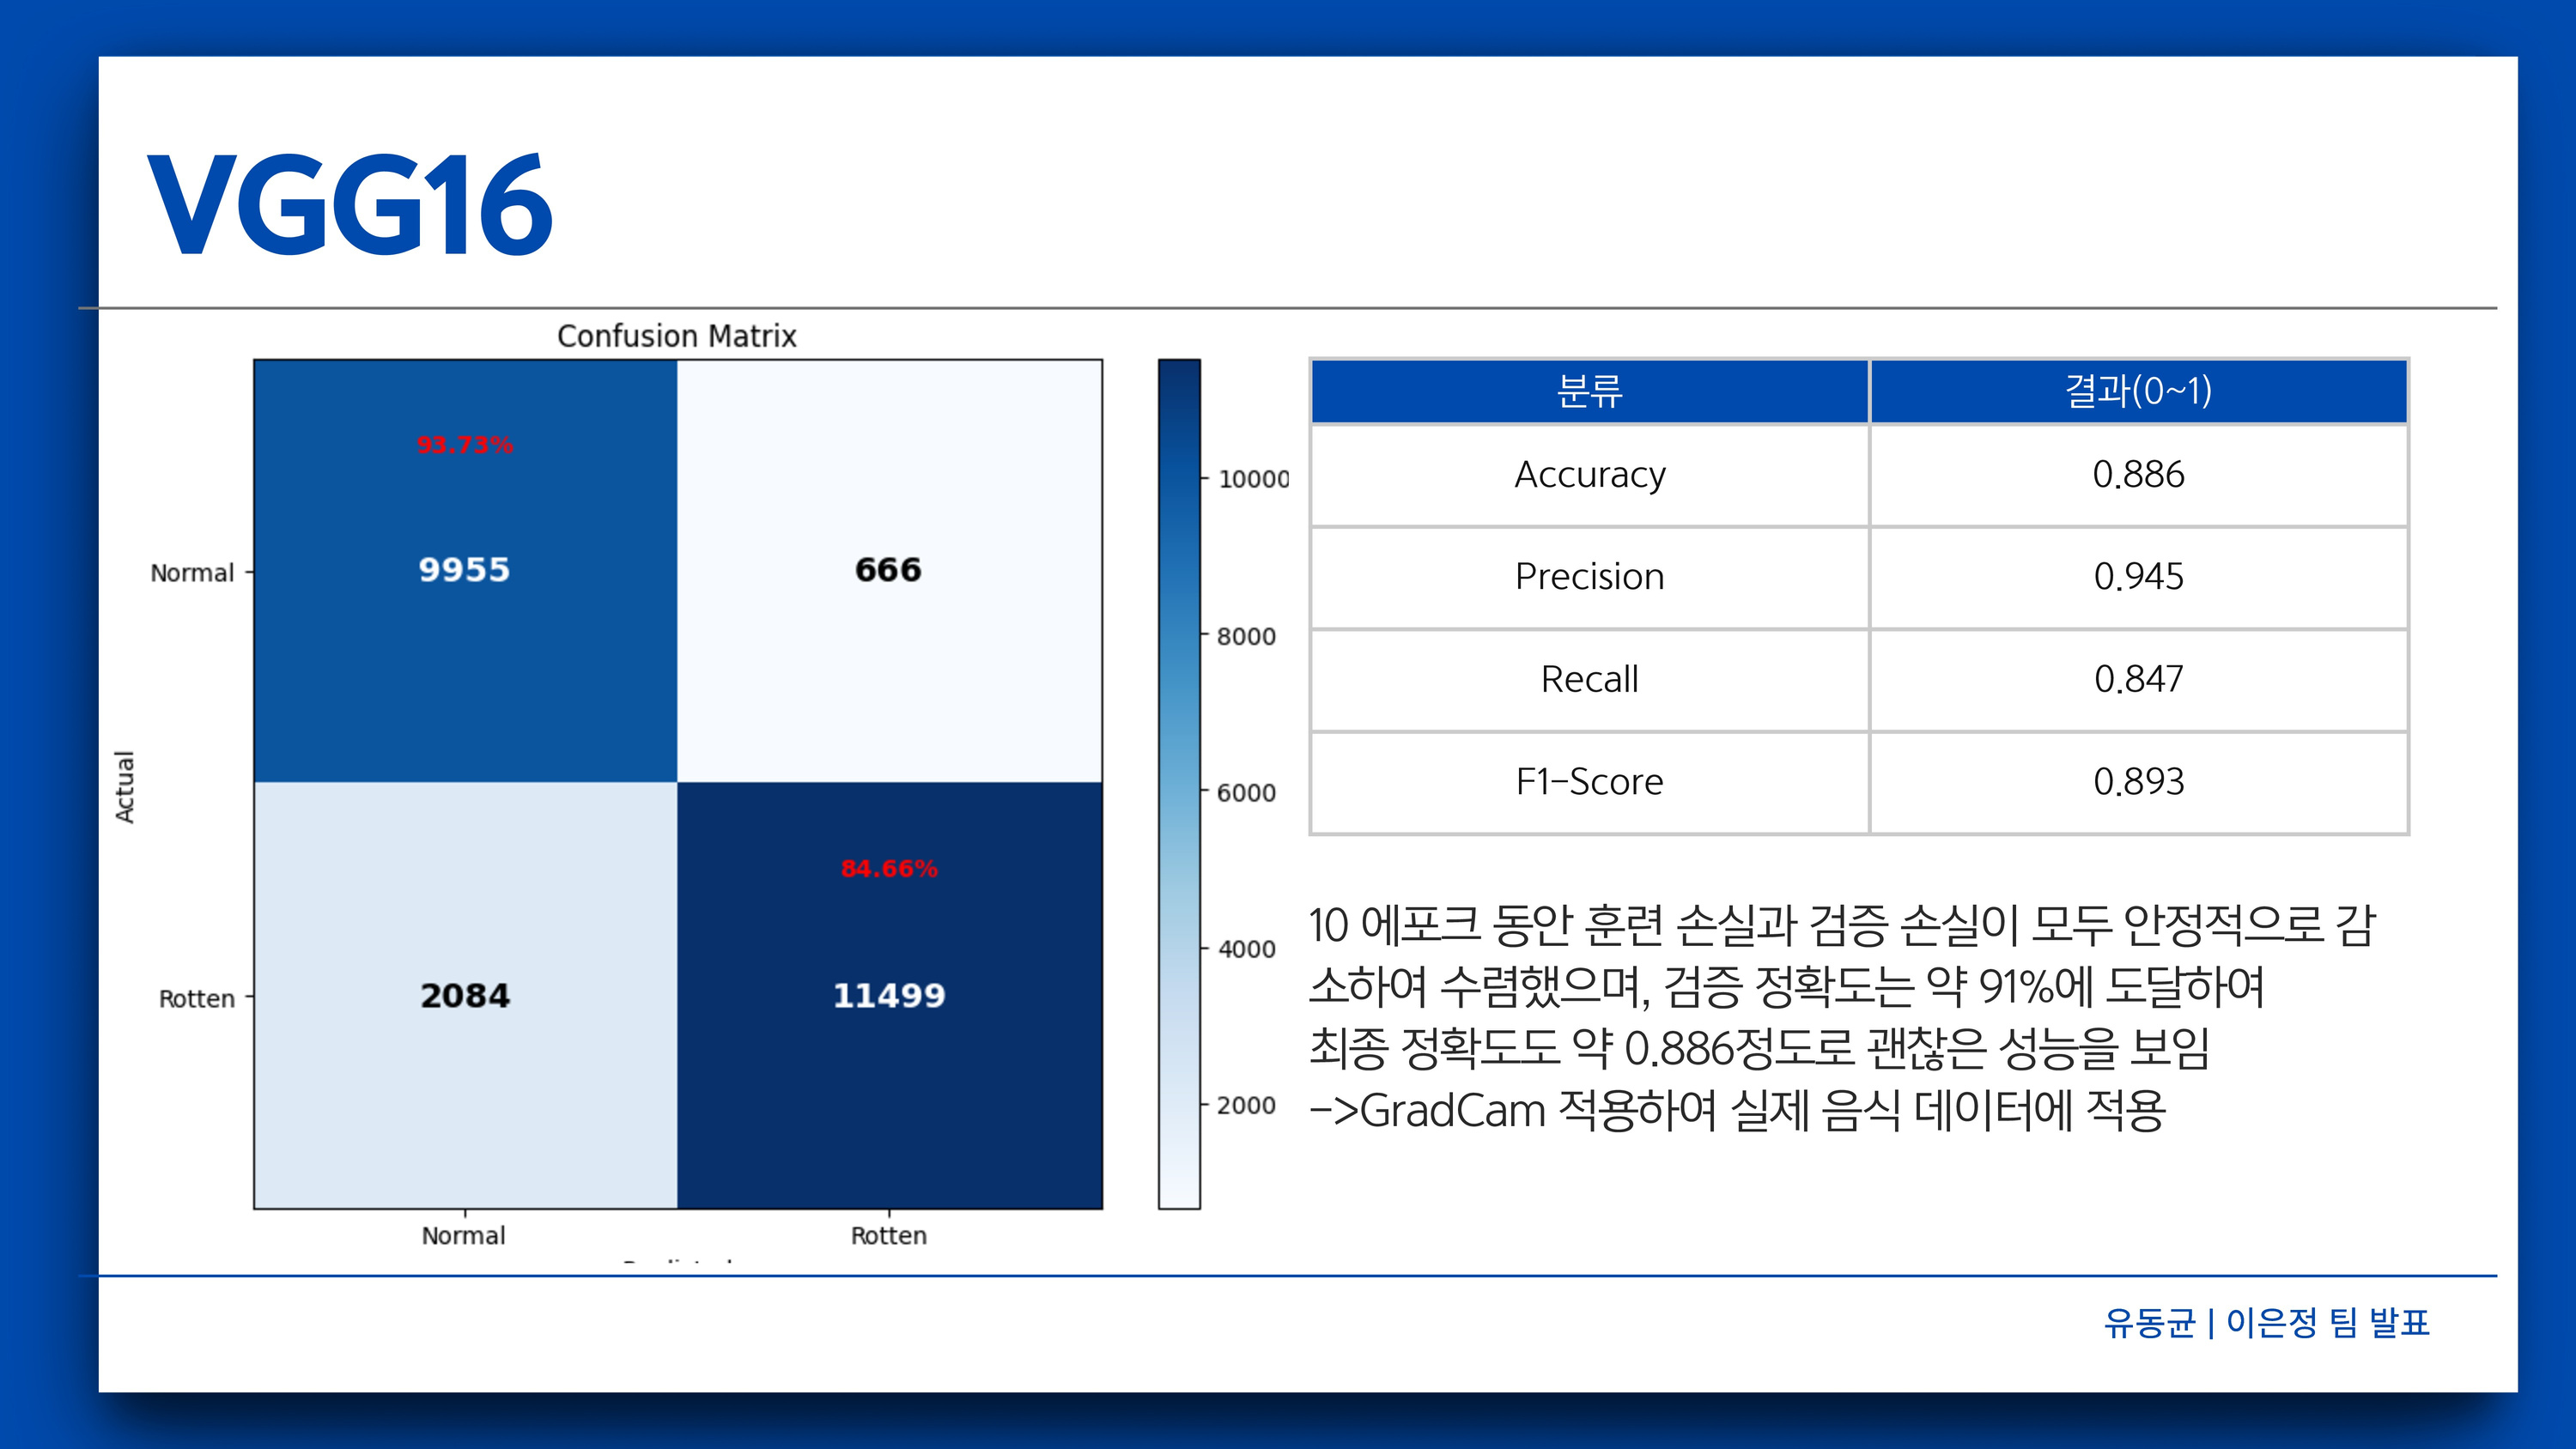 VGG16
Confusion Matrix
93.73%
9955
666
Normal
84.66%
2084
11499
Rotten
Actual
Normal
Rotten
10000
8000
6000
4000
2000
분류 결과(0~1)
Accuracy 0.886
Precision 0.945
Recall 0.847
F1-Score 0.893
10 에포크 동안 훈련 손실과 검증 손실이 모두 안정적으로 감
소하여 수렴했으며, 검증 정확도는 약 91%에 도달하여
최종 정확도도 약 0.886정도로 괜찮은 성능을 보임
->GradCam 적용하여 실제 음식 데이터에 적용
유동균 | 이은정 팀 발표